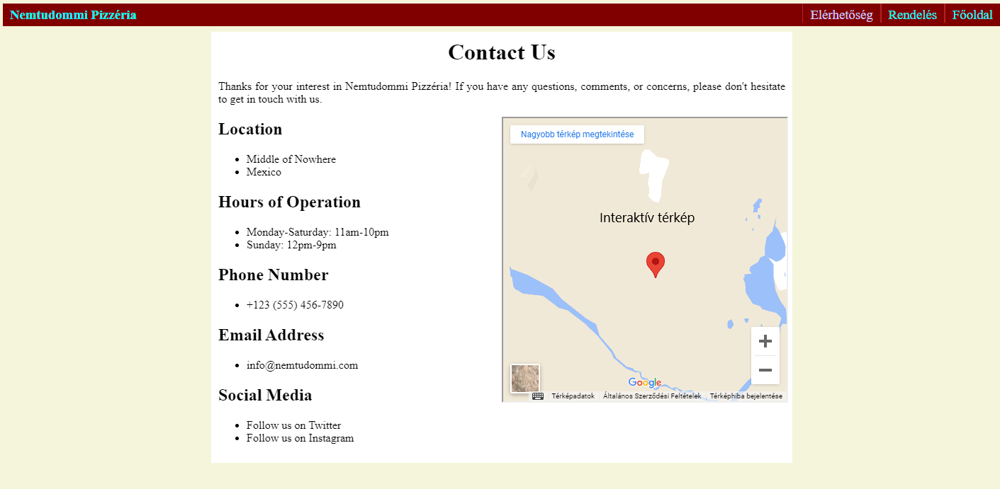 Nemtudommi Pizzéria
Elérhetőség
Rendelés
Főoldal
Contact Us
Thanks for your interest in Nemtudommi Pizzéria! If you have any questions, comments, or concerns, please don't hesitate
to get in touch with us.
Location
Middle of Nowhere
Mexico
Hours of Operation
Monday-Saturday: 11am-10pm
Sunday: 12pm-9pm
Phone Number
+123 (555) 456-7890
Email Address
info@nemtudommi.com
Social Media
Follow us on Twitter
Follow us on Instagram
Nagyobb térkép megtekintése
Interaktív térkép
Google
Térképadatok
Általános Szerződési Feltételek
Térképhiba bejelentése